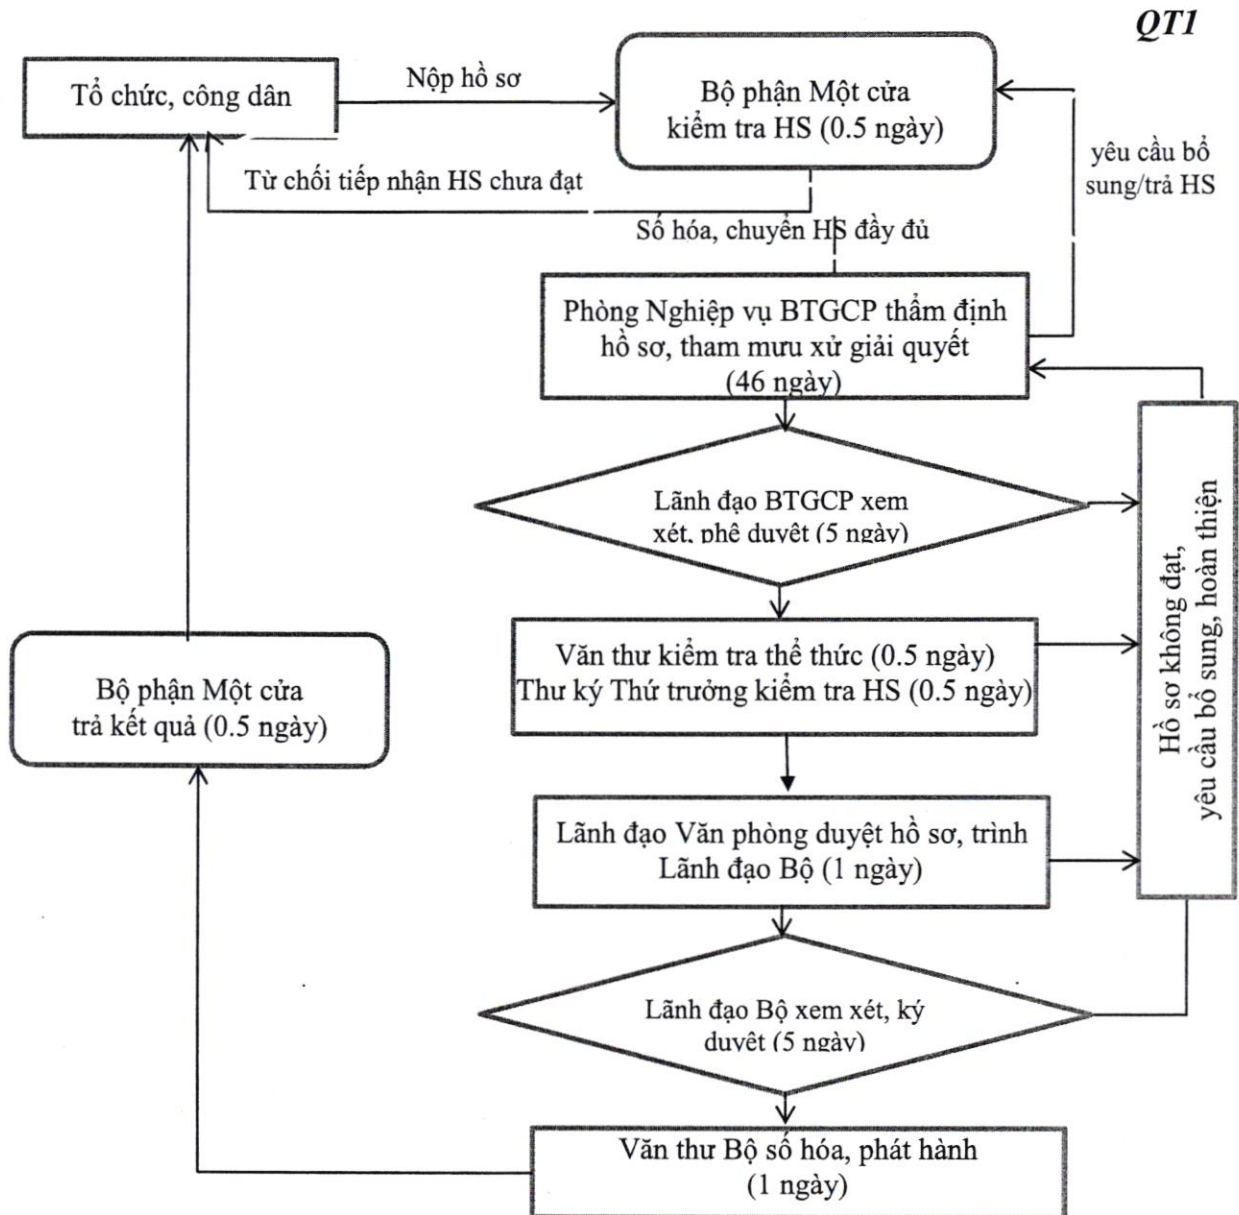 QT1
Tổ chức, công dân
Nộp hồ sơ
Bộ phận Một cửa
kiểm tra HS (0.5 ngày)
yêu cầu bổ
sung/trả HS
Từ chối tiếp nhận HS chưa đạt
Số hóa, chuyển HS đầy đủ
Phòng Nghiệp vụ BTGCP thẩm định
hồ sơ, tham mưu xử giải quyết
(46 ngày)
Lãnh đạo BTGCP xem
xét, phê duyệt (5 ngày)
Hồ sơ không đạt,
yêu cầu bổ sung, hoàn thiện
Văn thư kiểm tra thể thức (0.5 ngày)
Thư ký Thứ trưởng kiểm tra HS (0.5 ngày)
Bộ phận Một cửa
trả kết quả (0.5 ngày)
Lãnh đạo Văn phòng duyệt hồ sơ, trình
Lãnh đạo Bộ (1 ngày)
Lãnh đạo Bộ xem xét, ký
duyệt (5 ngày)
Văn thư Bộ số hóa, phát hành
(1 ngày)